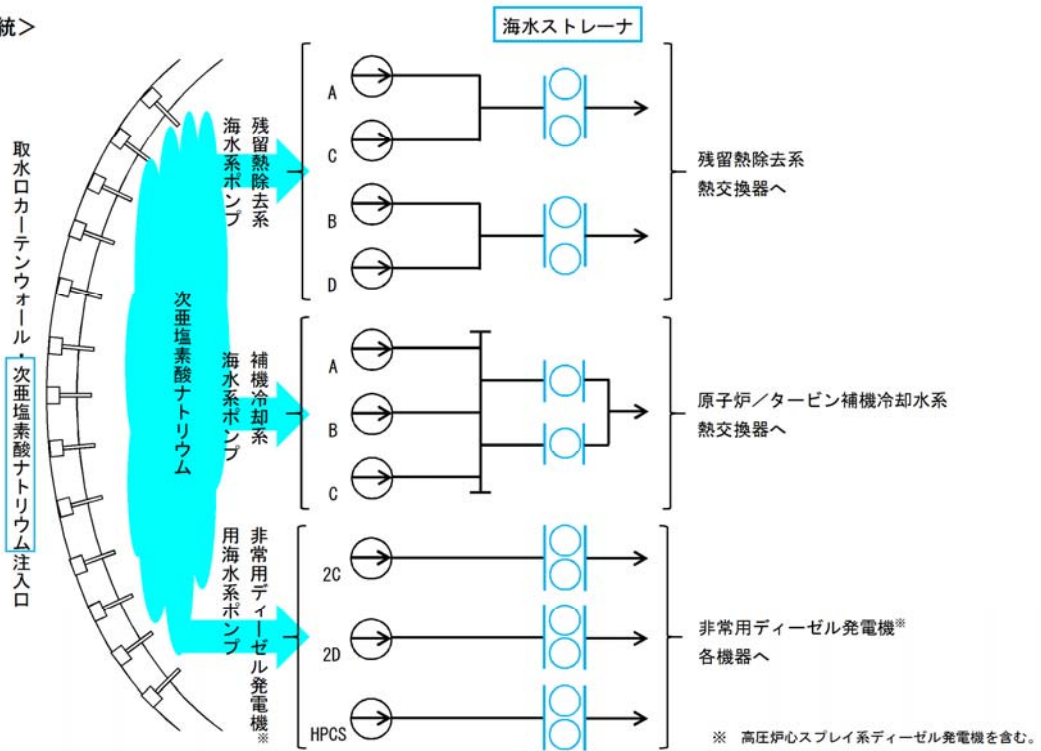 統＞
海水ストレーナ
取水口カーテンウォール・次亜塩素酸ナトリウム注入口
次亜塩素酸ナトリウム
残留熱除去系
海水系ポンプ
A
C
B
D
残留熱除去系
熱交換器へ
補機冷却系
海水系ポンプ
A
B
C
原子炉／タービン補機冷却水系
熱交換器へ
非常用ディーゼル発電機※
用海水系ポンプ
2C
2D
HPCS
非常用ディーゼル発電機※
各機器へ
※ 高圧炉心スプレイ系ディーゼル発電機を含む。